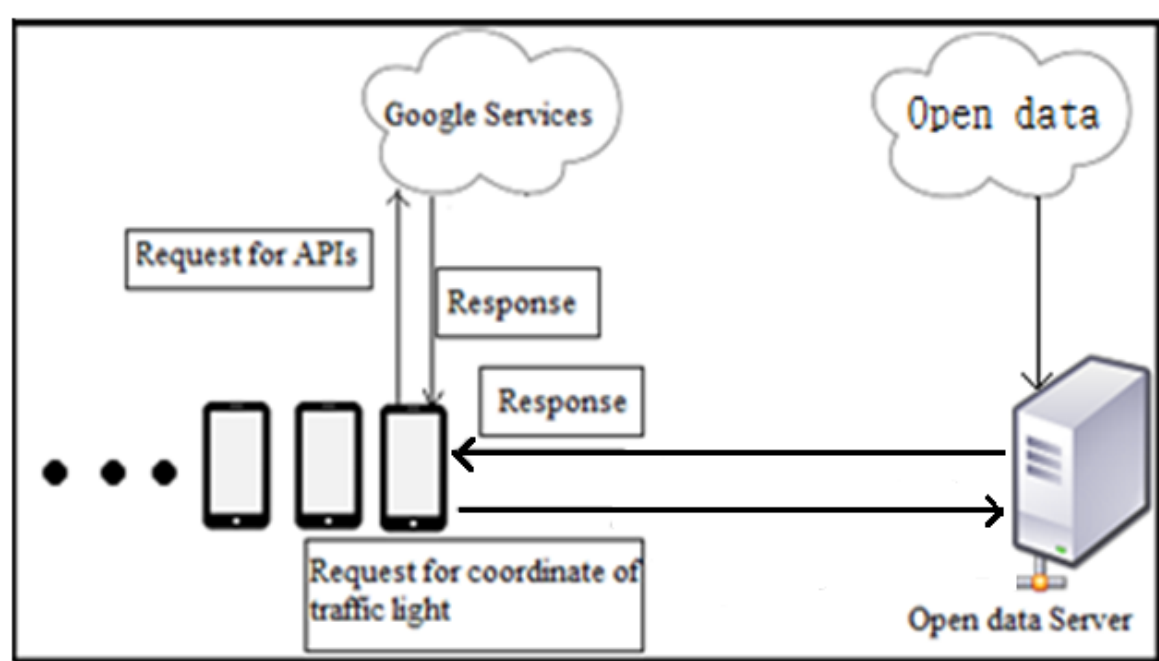 Google Services
Open data
Request for APIs
Response
Response
Request for coordinate of
traffic light
Open data Server